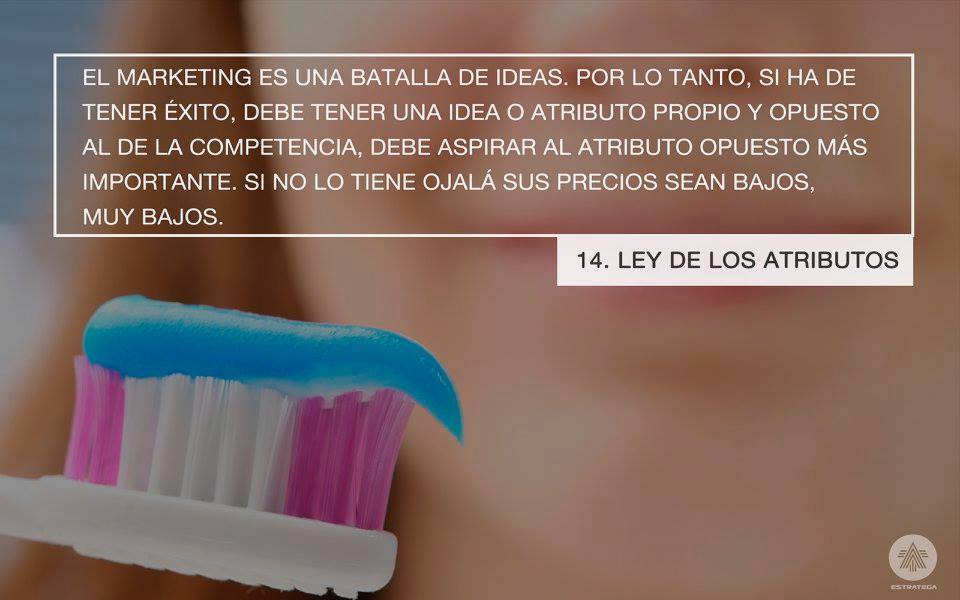 EL MARKETING ES UNA BATALLA DE IDEAS. POR LO TANTO, SI HA DE
TENER ÉXITO, DEBE TENER UNA IDEA O ATRIBUTO PROPIO Y OPUESTO
AL DE LA COMPETENCIA, DEBE ASPIRAR AL ATRIBUTO OPUESTO MÁS
IMPORTANTE. SI NO LO TIENE OJALÁ SUS PRECIOS SEAN BAJOS,
MUY BAJOS.
14. LEY DE LOS ATRIBUTOS
ESTRATEGA